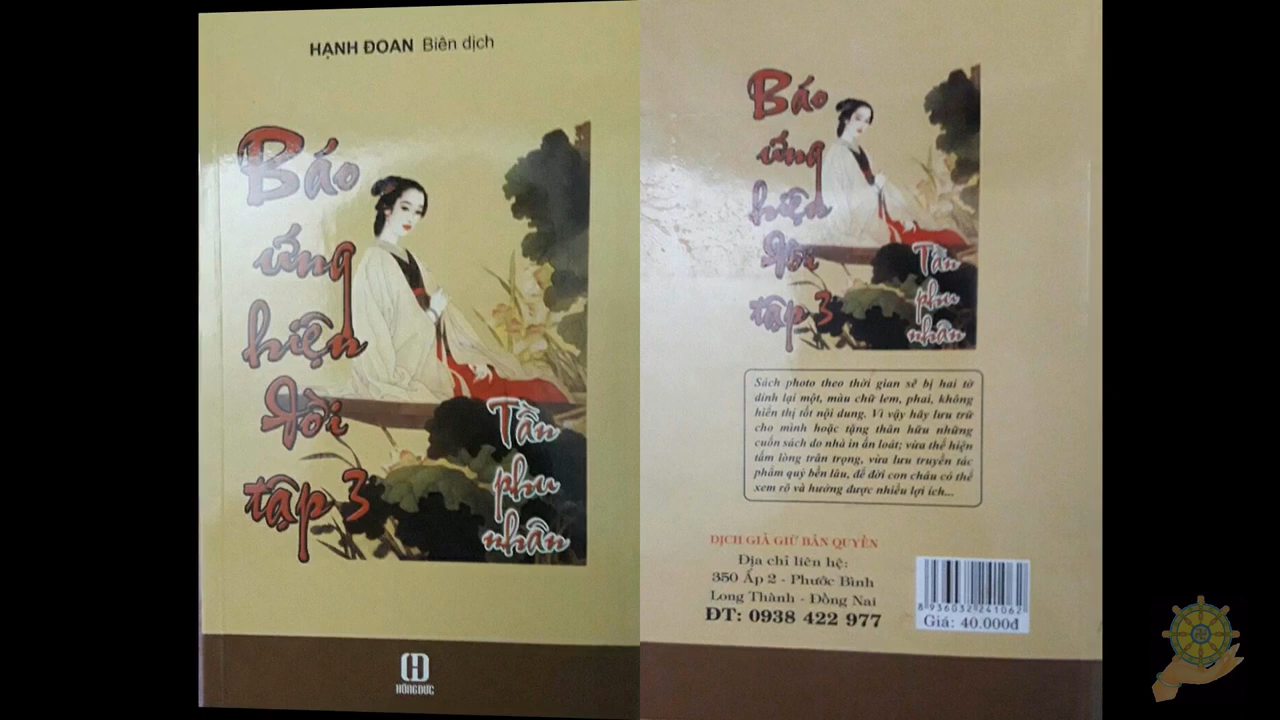 HẠNH ĐOAN Biên dịch
Báo
ứng
hiện
đời
tập 3
Tần
phu
nhân
HỒNG ĐỨC
Báo
ứng
hiện
đời
tập 3
Tần
phu
nhân
Sách photo theo thời gian sẽ bị hai tờ
dính lại một, màu chữ lem, phai, không
hiển thị tốt nội dung. Vì vậy hãy lưu trữ
cho mình hoặc tặng thân hữu những
cuốn sách do nhà in ấn loát; vừa thể hiện
tấm lòng trân trọng, vừa lưu truyền tác
phẩm quý bền lâu, để đời con cháu có thể
xem rõ và hưởng được nhiều lợi ích...
DỊCH GIẢ GIỮ BẢN QUYỀN
Địa chỉ liên hệ:
350 Ấp 2 - Phước Bình
Long Thành - Đồng Nai
ĐT: 0938 422 977
8 936032 241062
Giá: 40.000đ